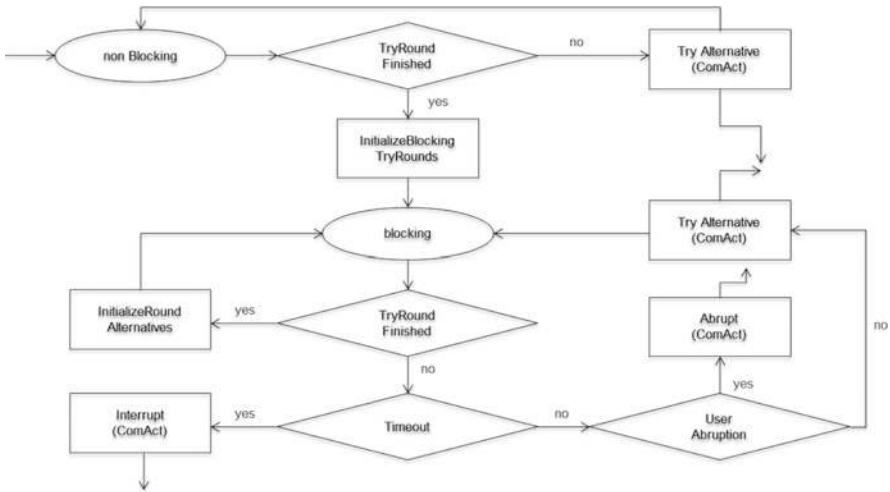 non Blocking
TryRound
Finished
no
Try Alternative
(ComAct)
yes
InitializeBlocking
TryRounds
blocking
Try Alternative
(ComAct)
InitializeRound
Alternatives
yes
TryRound
Finished
Abrupt
(ComAct)
no
no
yes
Interrupt
(ComAct)
yes
Timeout
no
User
Abruption